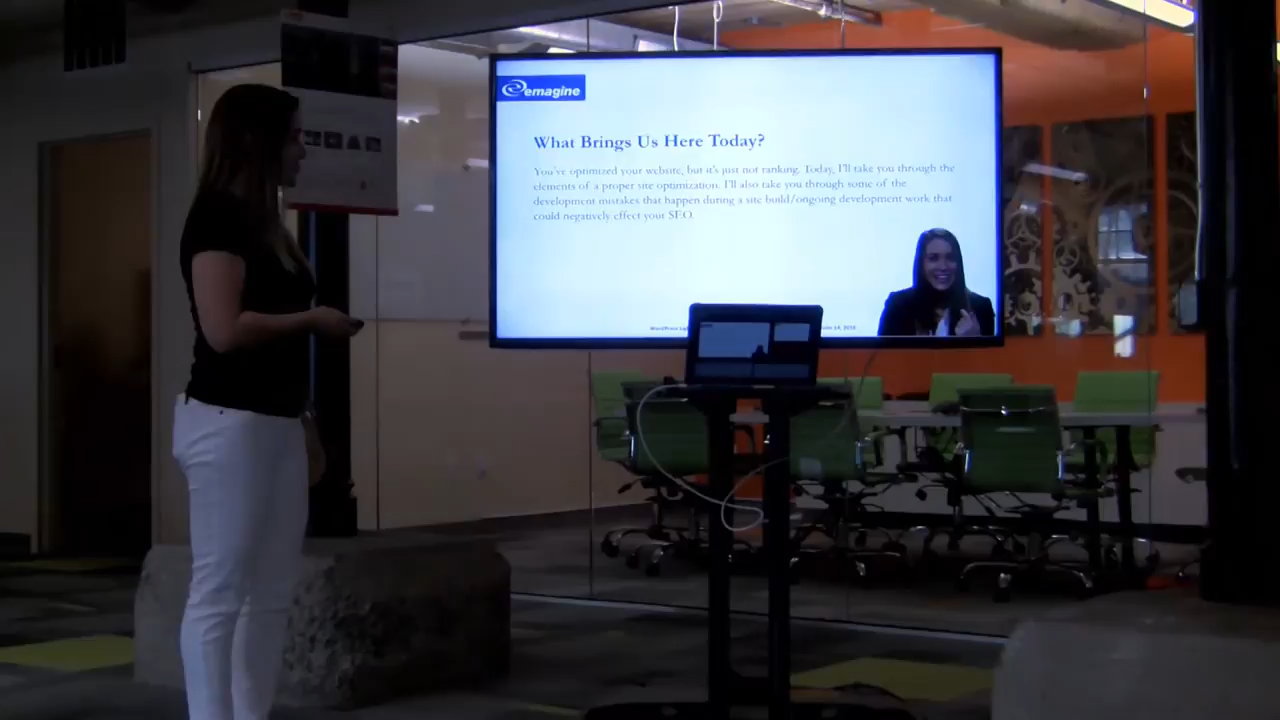 emagine
What Brings Us Here Today?
You've optimized your website, but it's just not ranking. Today, I'll take you through the
elements of a proper site optimization. I'll also take you through some of the
development mistakes that happen during a site build/ongoing development work that
could negatively effect your SEO.